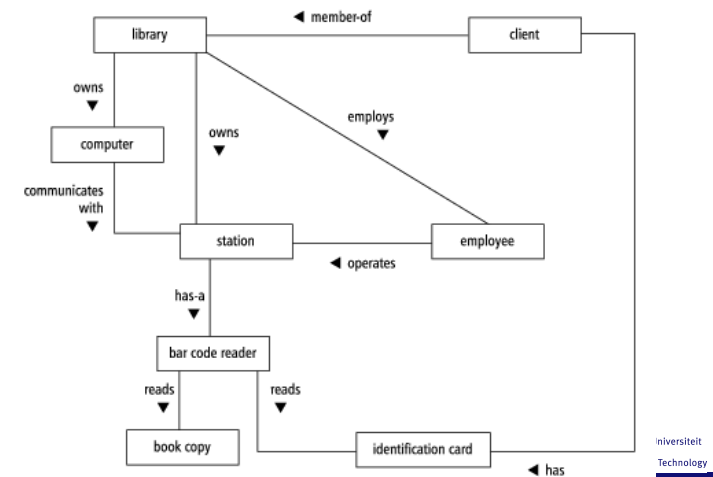 member-of
library
client
owns
employs
owns
computer
communicates
with
station
employee
operates
has-a
bar code reader
reads
reads
book copy
identification card
has
niversiteit
Technology